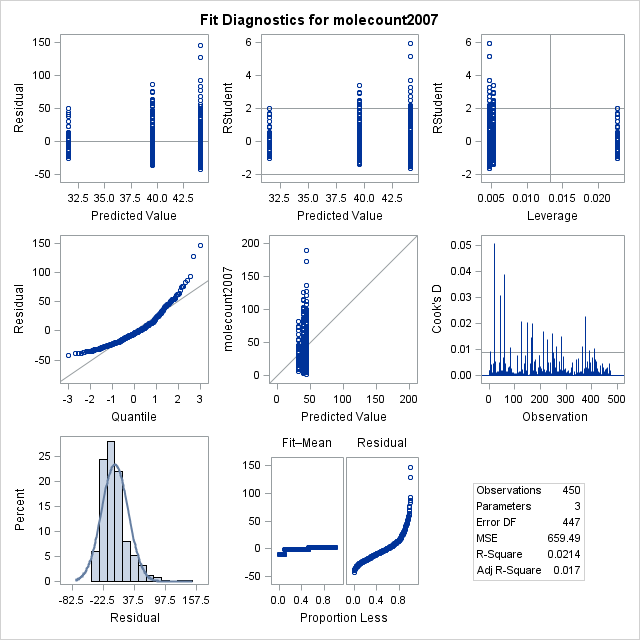 Fit Diagnostics for molecount2007
150
100
50
0
-50
Residual
32.5 35.0 37.5 40.0 42.5
Predicted Value
6
4
2
0
-2
RStudent
32.5 35.0 37.5 40.0 42.5
Predicted Value
6
4
2
0
-2
RStudent
0.005 0.010 0.015 0.020
Leverage
150
100
50
0
-50
Residual
-3 -2 -1 0 1 2 3
Quantile
200
150
100
50
0
molecount2007
0 50 100 150 200
Predicted Value
0.05
0.04
0.03
0.02
0.01
0.00
Cook's D
0 100 200 300 400 500
Observation
25
20
15
10
5
0
Percent
-82.5 -22.5 37.5 97.5 157.5
Residual
Fit–Mean Residual
150
100
50
0
-50
0.0 0.4 0.8 0.0 0.4 0.8
Proportion Less
Observations 450
Parameters 3
Error DF 447
MSE 659.49
R-Square 0.0214
Adj R-Square 0.017